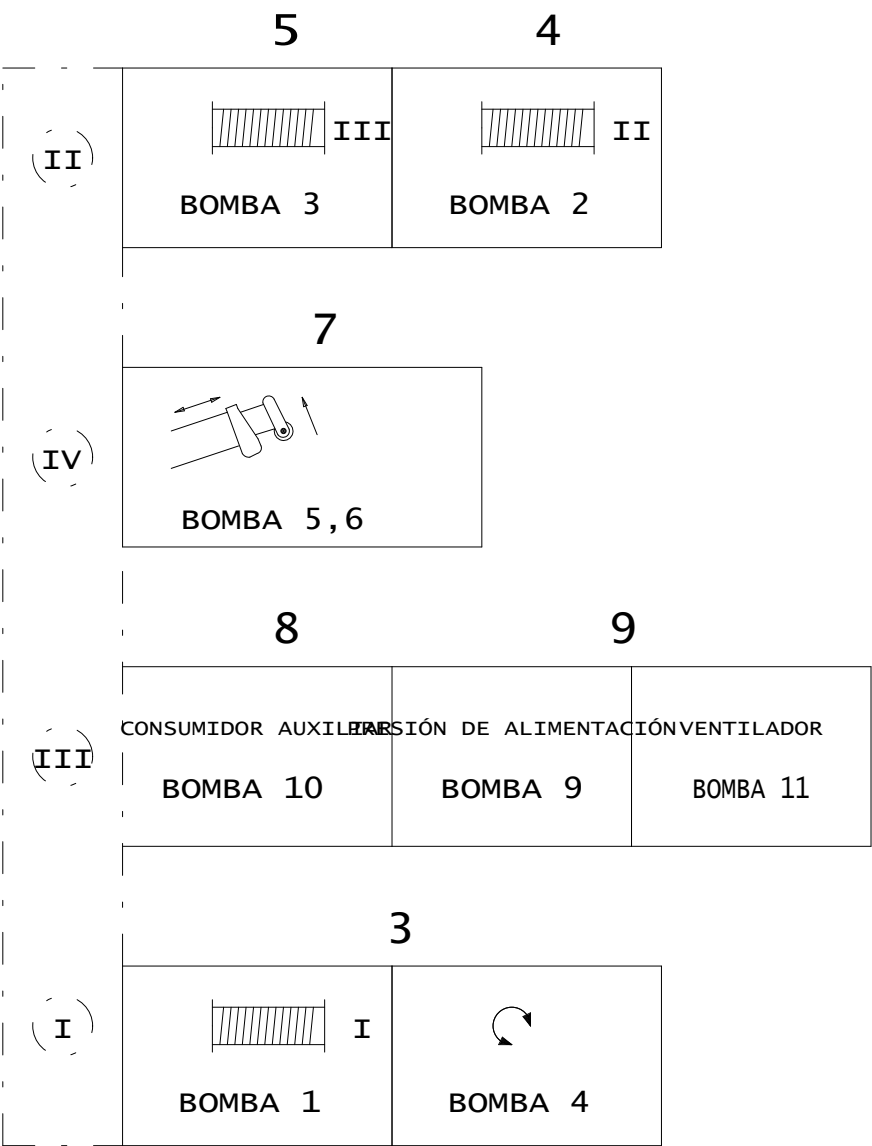 5 4
II
III
II
BOMBA 3
BOMBA 2
7
IV
BOMBA 5,6
8 9
III
CONSUMIDOR AUXILIAR
PRESIÓN DE ALIMENTACIÓN
VENTILADOR
BOMBA 10
BOMBA 9
BOMBA 11
3
I
I
BOMBA 1
BOMBA 4